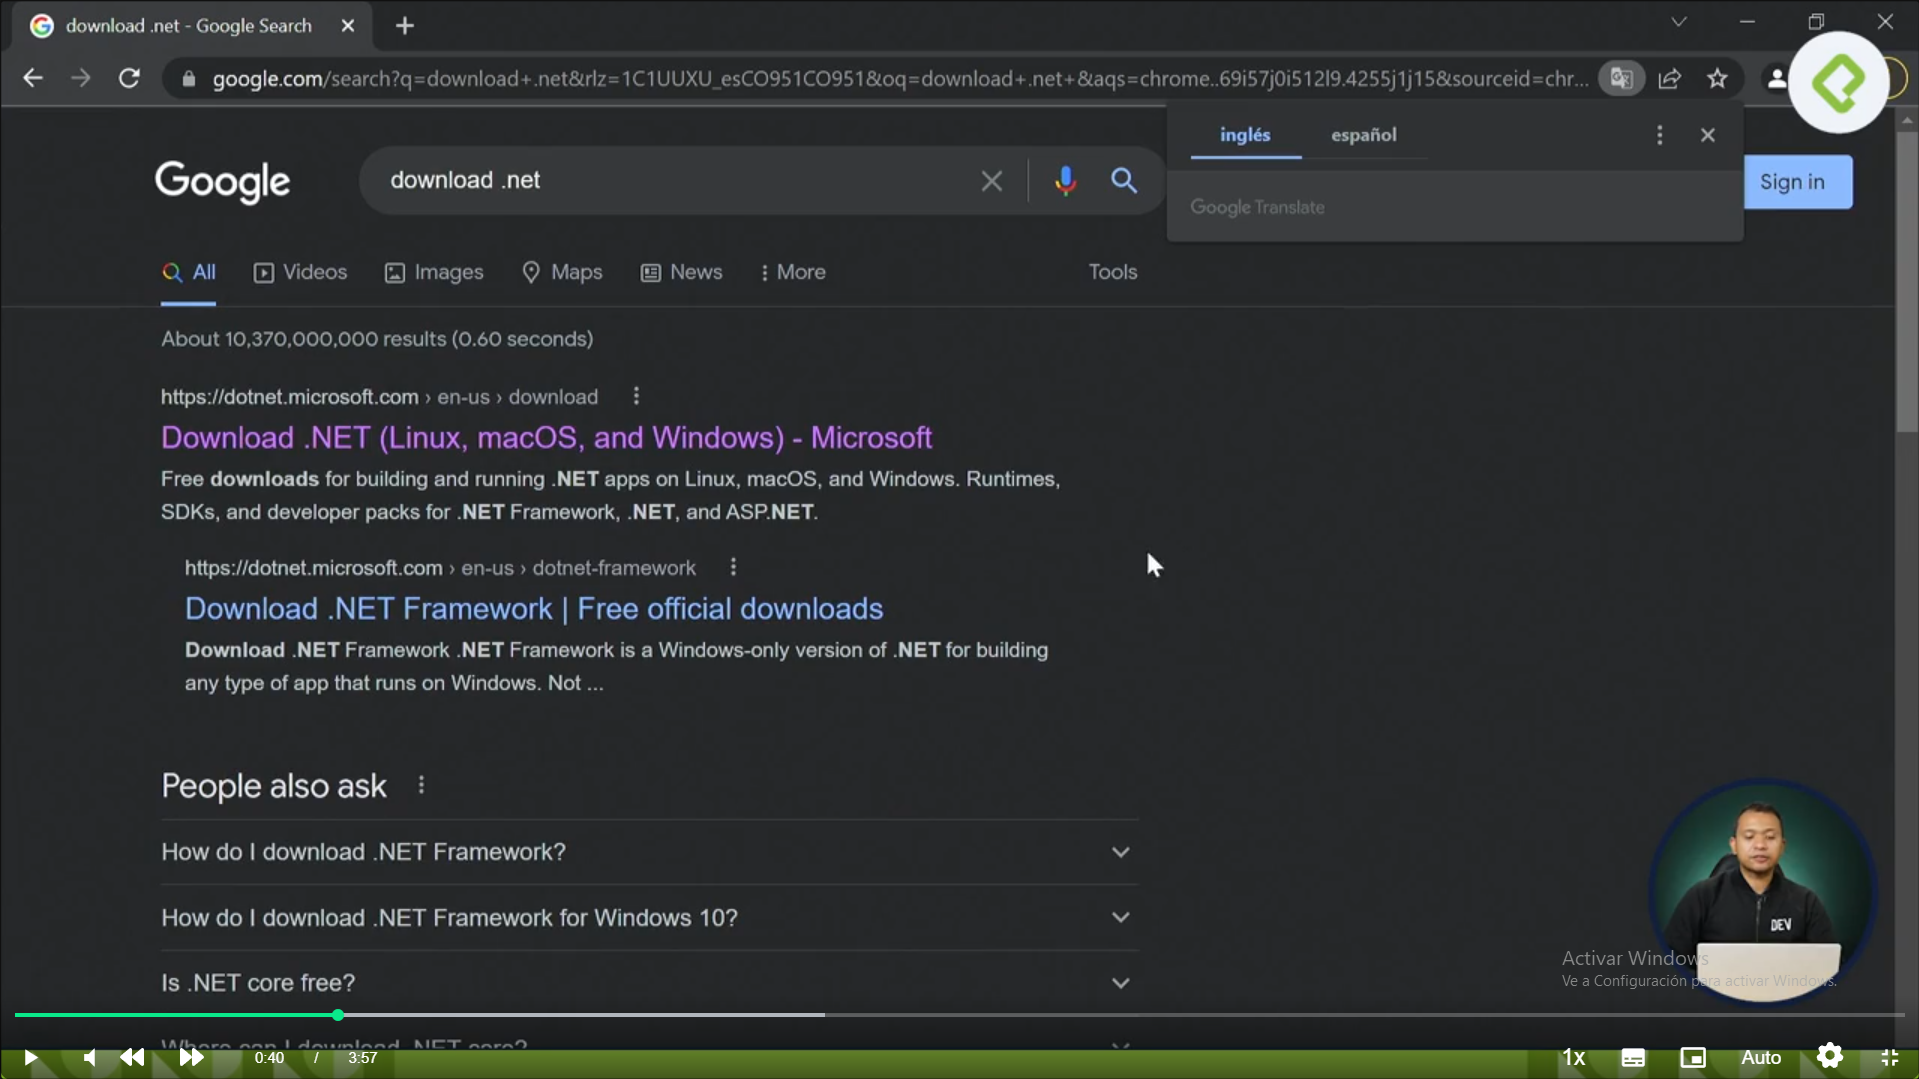 download .net - Google Search
google.com/search?q=download+.net&rlz=1C1UUXU_esCO951CO951&oq=download+.net+&aqs=chrome..69i57j0i512l9.4255j1j15&sourceid=chr...
inglés español
Google Translate
Google
download .net
Sign in
All Videos Images Maps News More Tools
About 10,370,000,000 results (0.60 seconds)
https://dotnet.microsoft.com › en-us › download
Download .NET (Linux, macOS, and Windows) - Microsoft
Free downloads for building and running .NET apps on Linux, macOS, and Windows. Runtimes,
SDKs, and developer packs for .NET Framework, .NET, and ASP.NET.
https://dotnet.microsoft.com › en-us › dotnet-framework
Download .NET Framework | Free official downloads
Download .NET Framework .NET Framework is a Windows-only version of .NET for building
any type of app that runs on Windows. Not ...
People also ask
How do I download .NET Framework?
How do I download .NET Framework for Windows 10?
Is .NET core free?
Where can I download .NET core?
DEV
Activar Windows
Ve a Configuración para activar Windows.
0:40 / 3:57
1x
Auto